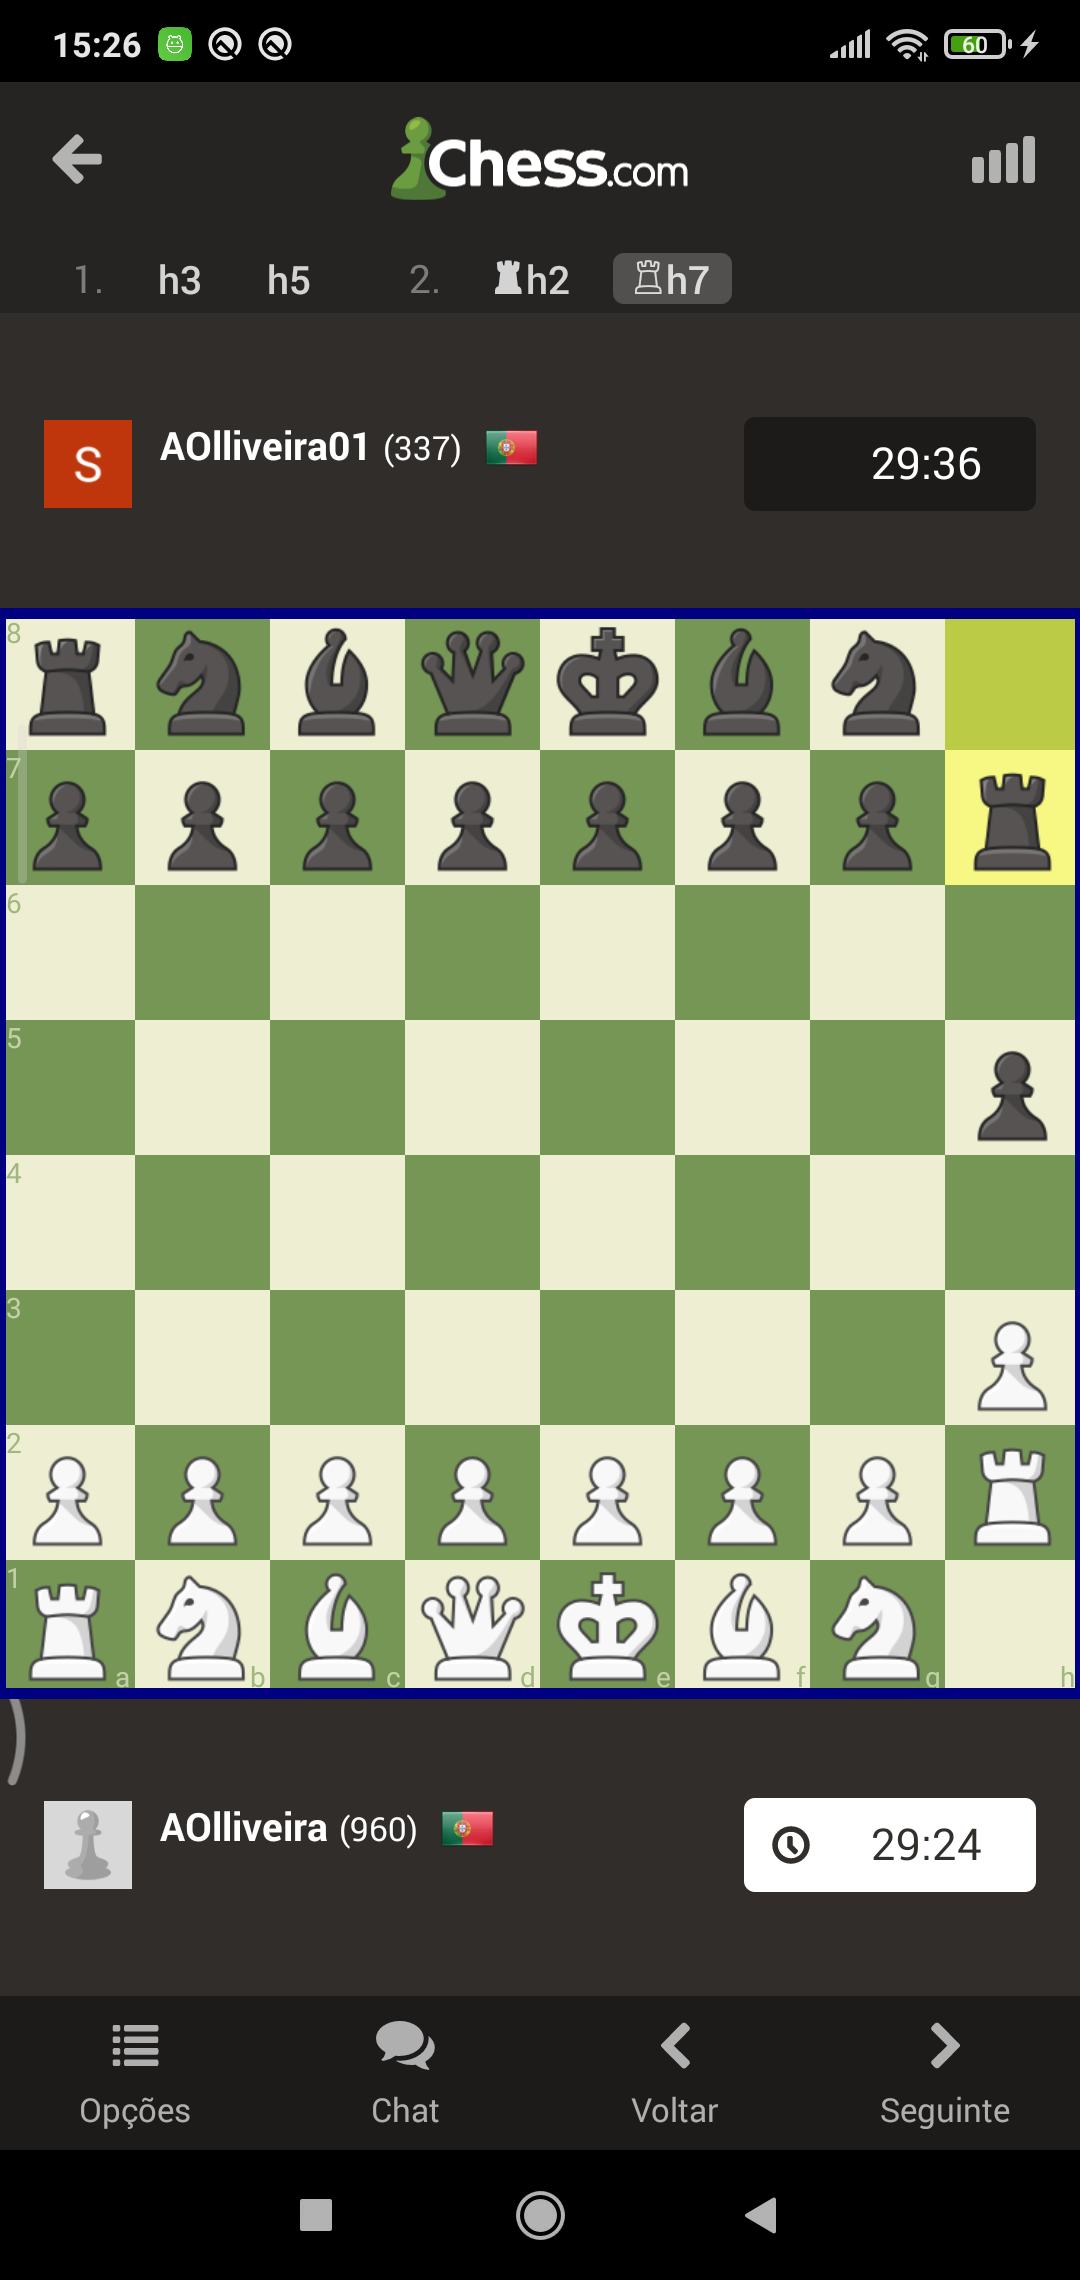 15:26 60
Chess.com
1. h3 h5 2. h2 h7
S AOlliveira01 (337) 29:36
8
7
6
5
4
3
2
1
a b c d e f g h
AOlliveira (960) 29:24
Opções Chat Voltar Seguinte